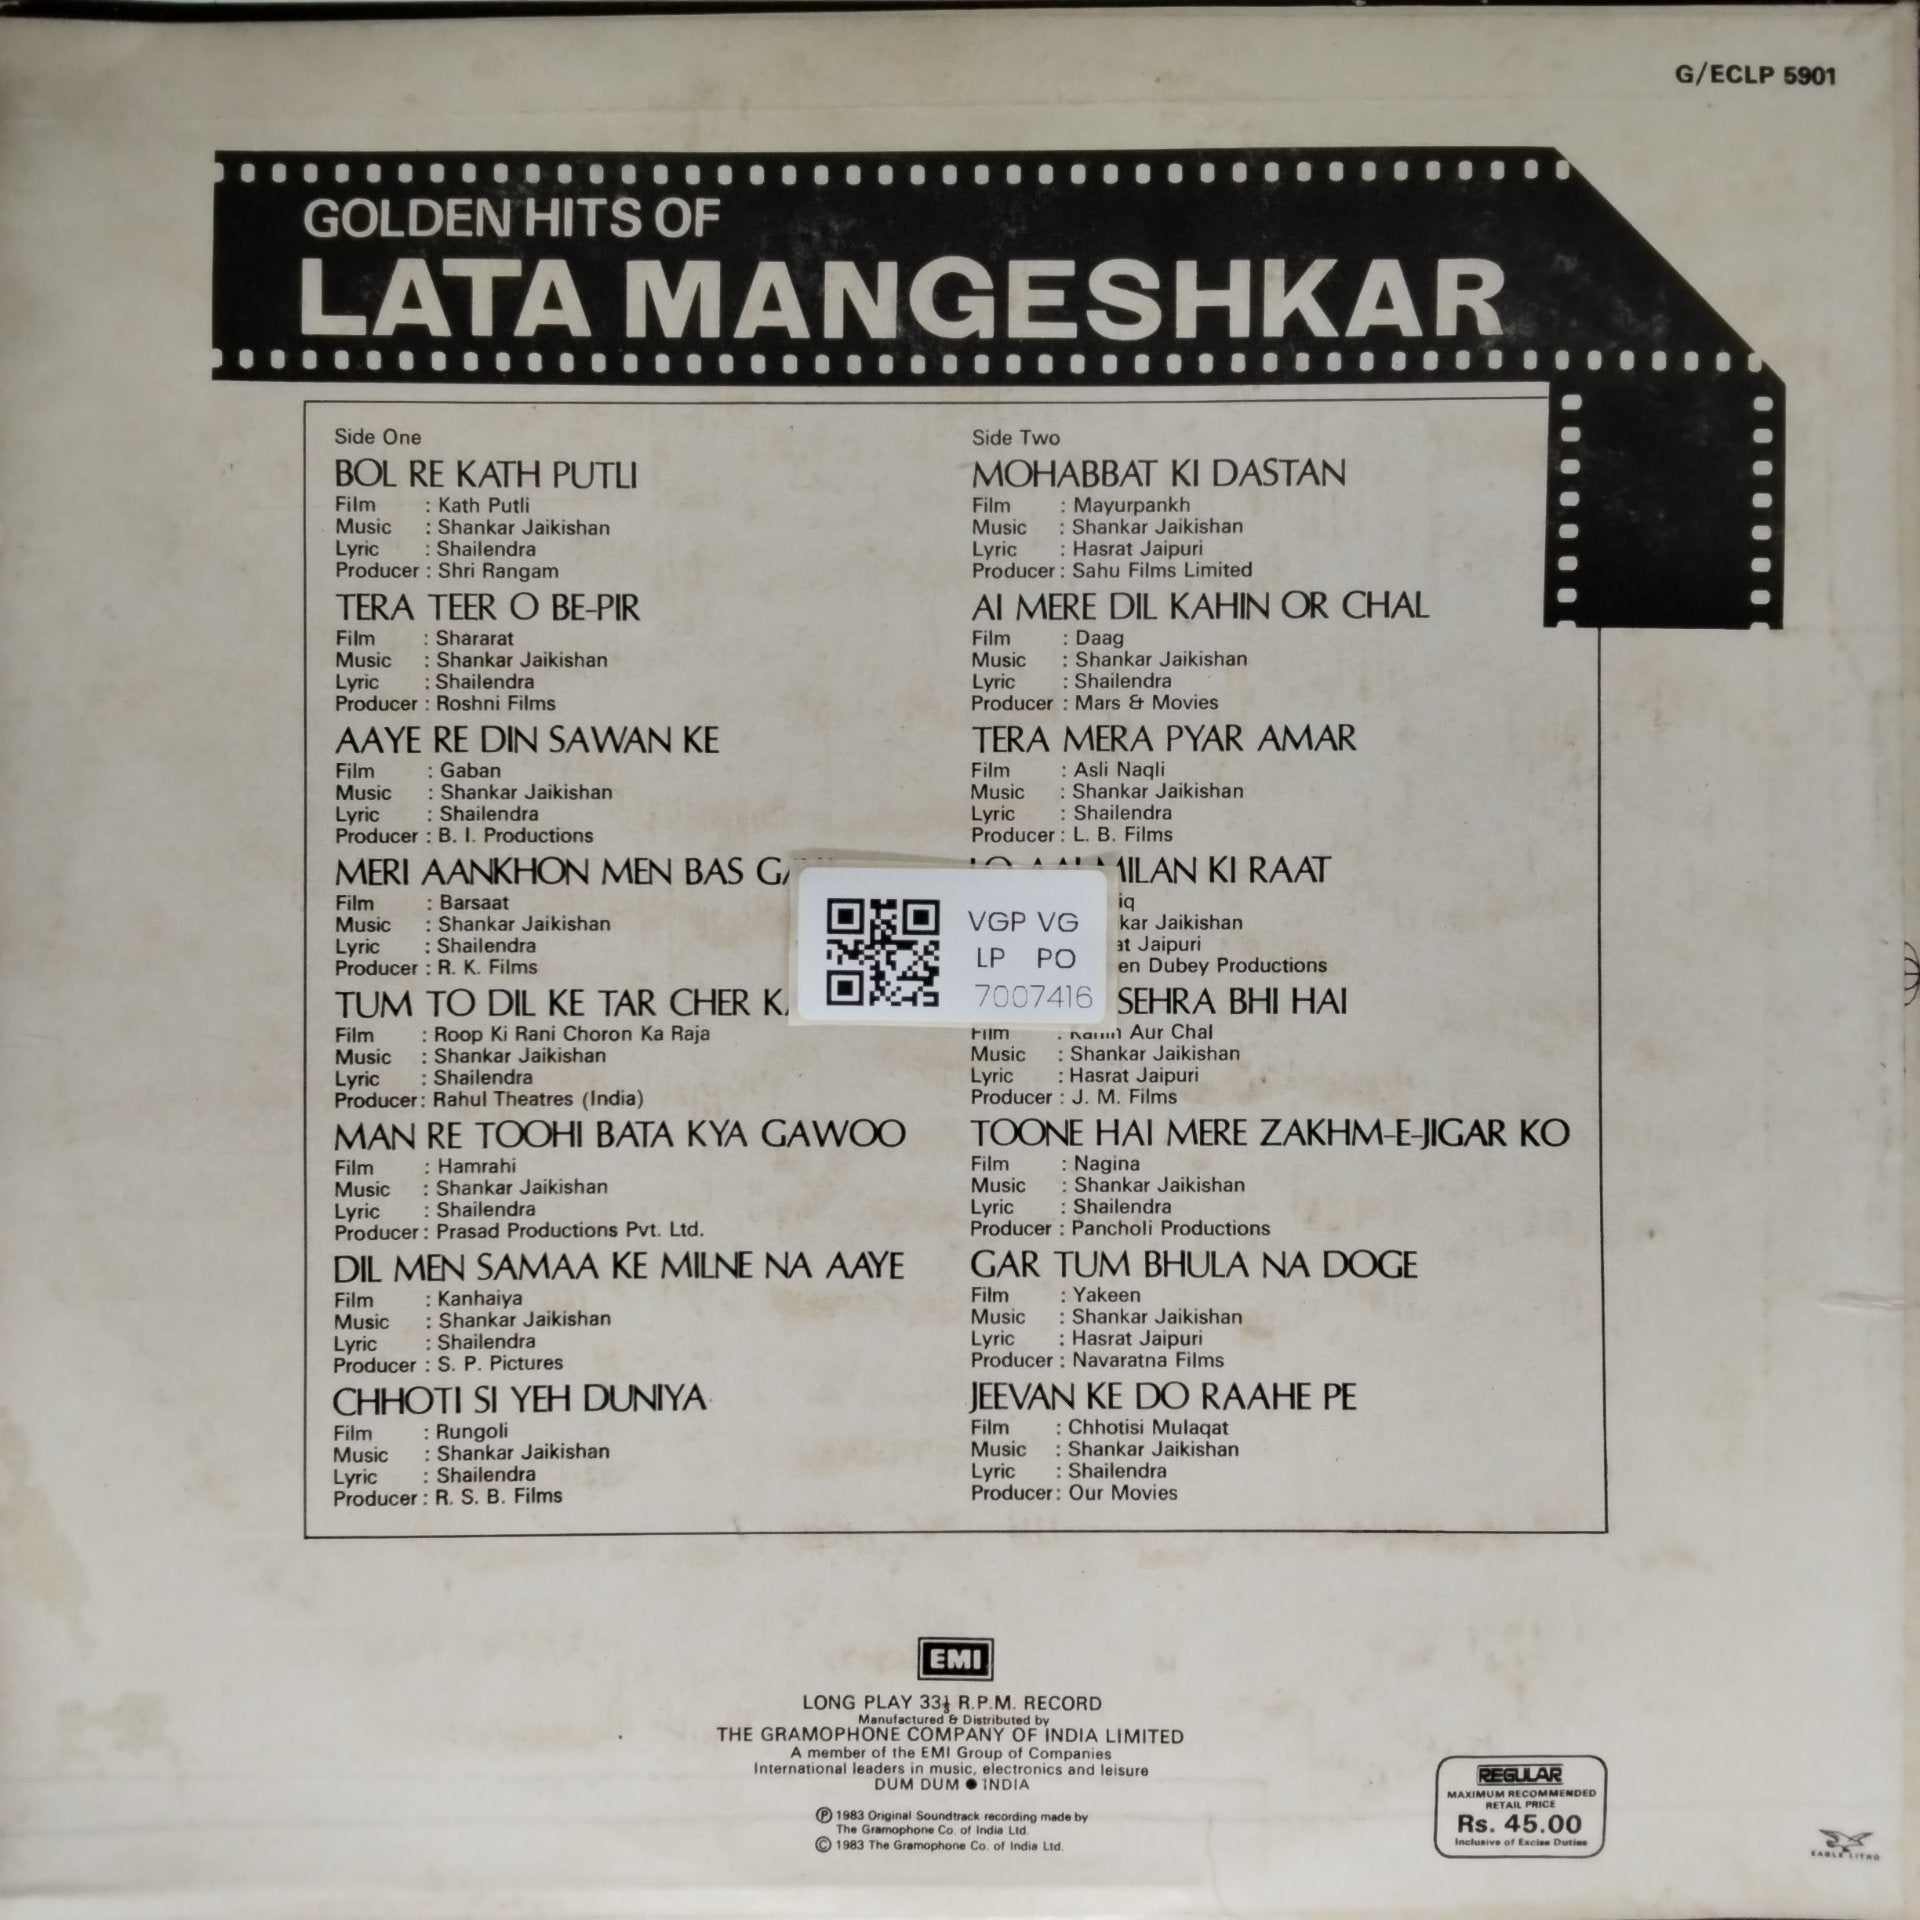 G/ECLP 5901
GOLDEN HITS OF
LATA MANGESHKAR
Side One
BOL RE KATH PUTLI
Film : Kath Putli
Music : Shankar Jaikishan
Lyric : Shailendra
Producer : Shri Rangam
TERA TEER O BE-PIR
Film : Shararat
Music : Shankar Jaikishan
Lyric : Shailendra
Producer : Roshni Films
AAYE RE DIN SAWAN KE
Film : Gaban
Music : Shankar Jaikishan
Lyric : Shailendra
Producer : B. I. Productions
MERI AANKHON MEN BAS
Film : Barsaat
Music : Shankar Jaikishan
Lyric : Shailendra
Producer : R. K. Films
TUM TO DIL KE TAR CHER
Film : Roop Ki Rani Choron Ka Raja
Music : Shankar Jaikishan
Lyric : Shailendra
Producer : Rahul Theatres (India)
MAN RE TOOHI BATA KYA GAWOO
Film : Hamrahi
Music : Shankar Jaikishan
Lyric : Shailendra
Producer : Prasad Productions Pvt. Ltd.
DIL MEN SAMAA KE MILNE NA AAYE
Film : Kanhaiya
Music : Shankar Jaikishan
Lyric : Shailendra
Producer : S. P. Pictures
CHHOTI SI YEH DUNIYA
Film : Rungoli
Music : Shankar Jaikishan
Lyric : Shailendra
Producer : R. S. B. Films
Side Two
MOHABBAT KI DASTAN
Film : Mayurpankh
Music : Shankar Jaikishan
Lyric : Hasrat Jaipuri
Producer : Sahu Films Limited
AI MERE DIL KAHIN OR CHAL
Film : Daag
Music : Shankar Jaikishan
Lyric : Shailendra
Producer : Mars & Movies
TERA MERA PYAR AMAR
Film : Asli Naqli
Music : Shankar Jaikishan
Lyric : Shailendra
Producer : L. B. Films
MILAN KI RAAT
Jaikishan
Jaipuri
Dubey Productions
SEHRA BHI HAI
Film : Kahin Aur Chal
Music : Shankar Jaikishan
Lyric : Hasrat Jaipuri
Producer : J. M. Films
TOONE HAI MERE ZAKHM-E-JIGAR KO
Film : Nagina
Music : Shankar Jaikishan
Lyric : Shailendra
Producer : Pancholi Productions
GAR TUM BHULA NA DOGE
Film : Yakeen
Music : Shankar Jaikishan
Lyric : Hasrat Jaipuri
Producer : Navaratna Films
JEEVAN KE DO RAAHE PE
Film : Chhotisi Mulaqat
Music : Shankar Jaikishan
Lyric : Shailendra
Producer : Our Movies
VGP VG
LP PO
7007416
EMI
LONG PLAY 33⅓ R.P.M. RECORD
Manufactured & Distributed by
THE GRAMOPHONE COMPANY OF INDIA LIMITED
A member of the EMI Group of Companies
International leaders in music, electronics and leisure
DUM DUM ● INDIA
Ⓟ 1983 Original Soundtrack recording made by
The Gramophone Co. of India Ltd.
© 1983 The Gramophone Co. of India Ltd.
REGULAR
MAXIMUM RECOMMENDED
RETAIL PRICE
Rs. 45.00
Inclusive of Excise Duties
EAGLE LITHO